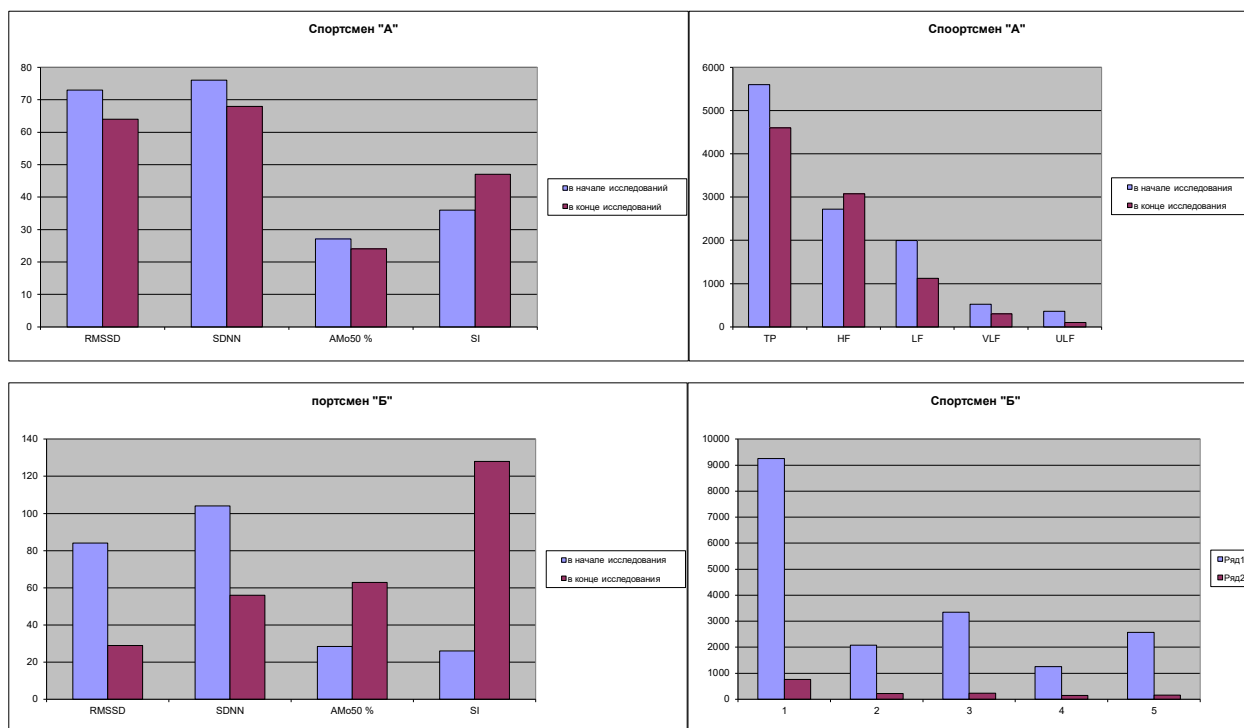 Спортсмен "А"
80
70
60
50
40
30
20
10
0
RMSSD SDNN AMo50 % SI
в начале исследований
в конце исследований
Споортсмен "А"
6000
5000
4000
3000
2000
1000
0
TP HF LF VLF ULF
в начале исследования
в конце исследования
портсмен "Б"
140
120
100
80
60
40
20
0
RMSSD SDNN AMo50 % SI
в начале исследования
в конце исследования
Спортсмен "Б"
10000
9000
8000
7000
6000
5000
4000
3000
2000
1000
0
1 2 3 4 5
Ряд1
Ряд2